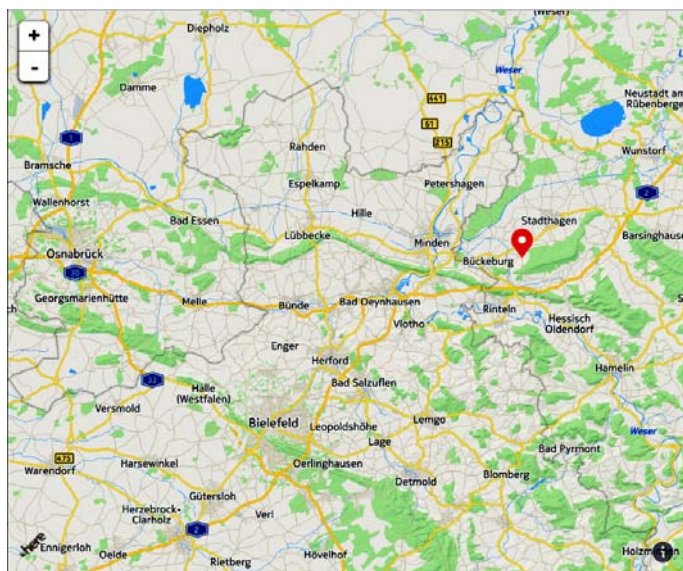 +
-
Diepholz
(Weser)
Weser
Damme
441
61
215
Neustadt am
Rübenberge
1
Rahden
Wunstorf
Bramsche
Espelkamp
Petershagen
2
Wallenhorst
Bad Essen
Hille
Stadthagen
Lübbecke
Minden
Barsinghause
Osnabrück
Bückeburg
30
Georgsmarienhütte
Melle
Bünde
Bad Oeynhausen
Rinteln
Vlotho
Hessisch
Oldendorf
Enger
Herford
Hameln
33
Halle
(Westfalen)
Bad Salzuflen
Versmold
Bielefeld
Leopoldshöhe
Lemgo
Weser
Lage
Bad Pyrmont
475
Warendorf
Harsewinkel
Oerlinghausen
Detmold
Blomberg
Gütersloh
Herzebrock-
Clarholz
Verl
2
here
Ennigerloh
Oelde
Rietberg
Hövelhof
Holzminden
i